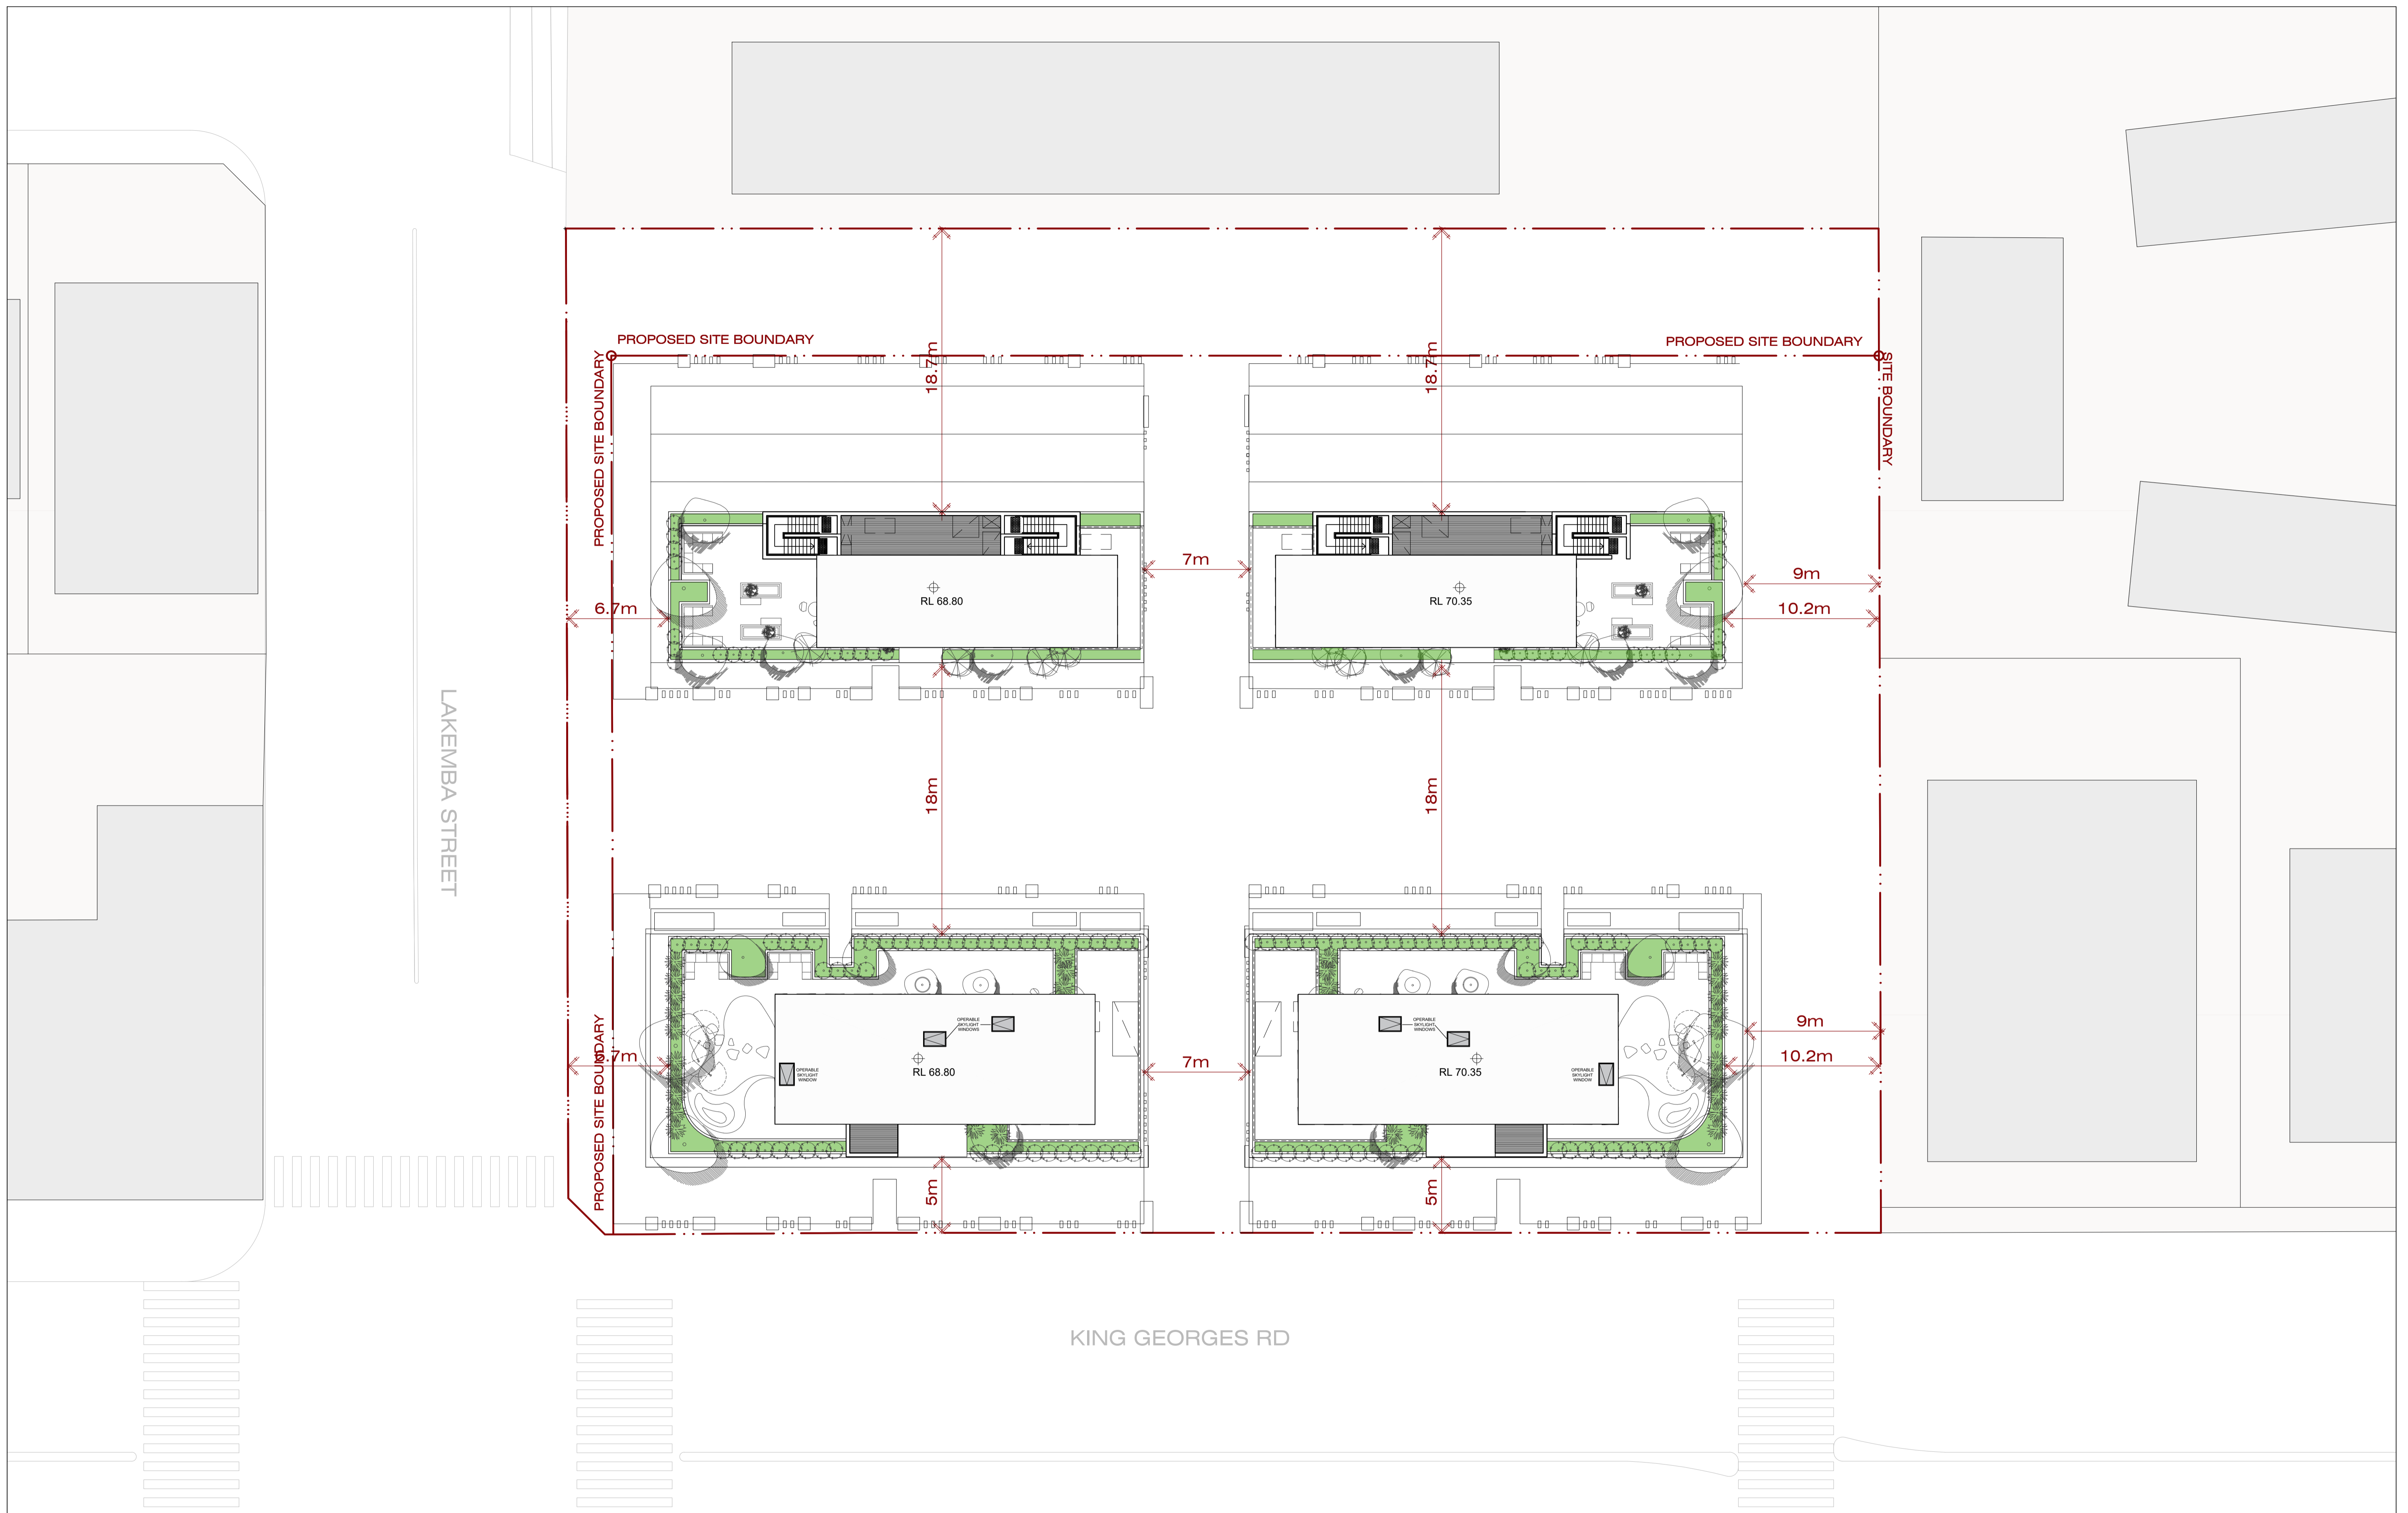 PROPOSED SITE BOUNDARY
PROPOSED SITE BOUNDARY
PROPOSED SITE BOUNDARY
SITE BOUNDARY
18.7m
18.7m
7m
9m
6.7m
10.2m
RL 68.80
RL 70.35
LAKEMBA STREET
18m
18m
OPERABLE
SKYLIGHT
WINDOWS
OPERABLE
SKYLIGHT
WINDOWS
9m
6.7m
10.2m
7m
OPERABLE
SKYLIGHT
WINDOW
RL 68.80
RL 70.35
OPERABLE
SKYLIGHT
WINDOW
PROPOSED SITE BOUNDARY
5m
5m
KING GEORGES RD